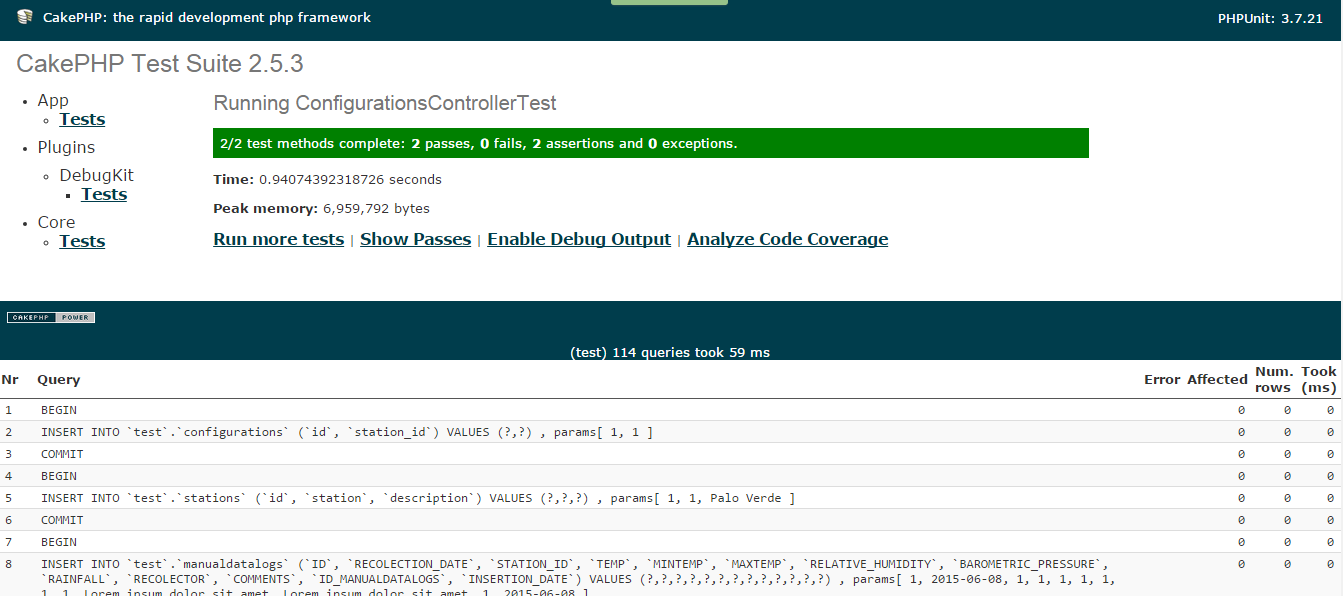 CakePHP: the rapid development php framework
PHPUnit: 3.7.21
CakePHP Test Suite 2.5.3
App
Tests
Plugins
DebugKit
Tests
Core
Tests
Running ConfigurationsControllerTest
2/2 test methods complete: 2 passes, 0 fails, 2 assertions and 0 exceptions.
Time: 0.94074392318726 seconds
Peak memory: 6,959,792 bytes
Run more tests | Show Passes | Enable Debug Output | Analyze Code Coverage
CAKEPHP POWER
(test) 114 queries took 59 ms
Nr Query Error Affected Num. rows Took (ms)
1 BEGIN 0 0 0
2 INSERT INTO `test`.`configurations` (`id`, `station_id`) VALUES (?,?) , params[ 1, 1 ] 0 0 0
3 COMMIT 0 0 0
4 BEGIN 0 0 0
5 INSERT INTO `test`.`stations` (`id`, `station`, `description`) VALUES (?,?,?) , params[ 1, 1, Palo Verde ] 0 0 0
6 COMMIT 0 0 0
7 BEGIN 0 0 0
8 INSERT INTO `test`.`manualdatalogs` (`ID`, `RECOLECTION_DATE`, `STATION_ID`, `TEMP`, `MINTEMP`, `MAXTEMP`, `RELATIVE_HUMIDITY`, `BAROMETRIC_PRESSURE`, 0 0 0
`RAINFALL`, `RECOLECTOR`, `COMMENTS`, `ID_MANUALDATALOGS`, `INSERTION_DATE`) VALUES (?,?,?,?,?,?,?,?,?,?,?,?,?) , params[ 1, 2015-06-08, 1, 1, 1, 1, 1,
1, 1, Lorem ipsum dolor sit amet, Lorem ipsum dolor sit amet, 1, 2015-06-08 ]